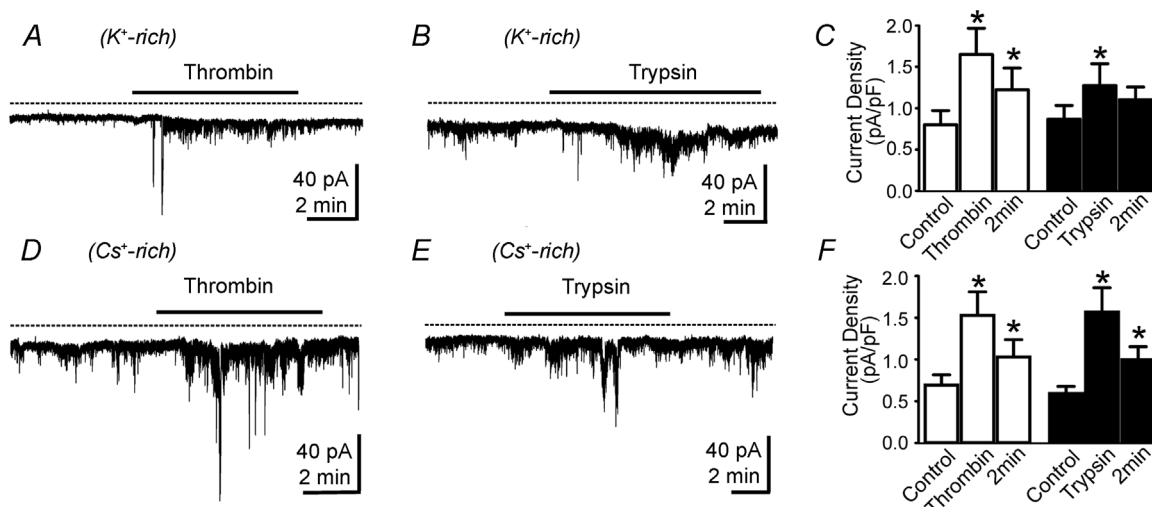 A (K⁺-rich)
Thrombin
40 pA
2 min
B (K⁺-rich)
Trypsin
40 pA
2 min
C
Current Density
(pA/pF)
2.0
1.5
1.0
0.5
0.0
*
*
*
Control
Thrombin
2min
Control
Trypsin
2min
D (Cs⁺-rich)
Thrombin
40 pA
2 min
E (Cs⁺-rich)
Trypsin
40 pA
2 min
F
Current Density
(pA/pF)
2.0
1.5
1.0
0.5
0.0
*
*
*
*
Control
Thrombin
2min
Control
Trypsin
2min